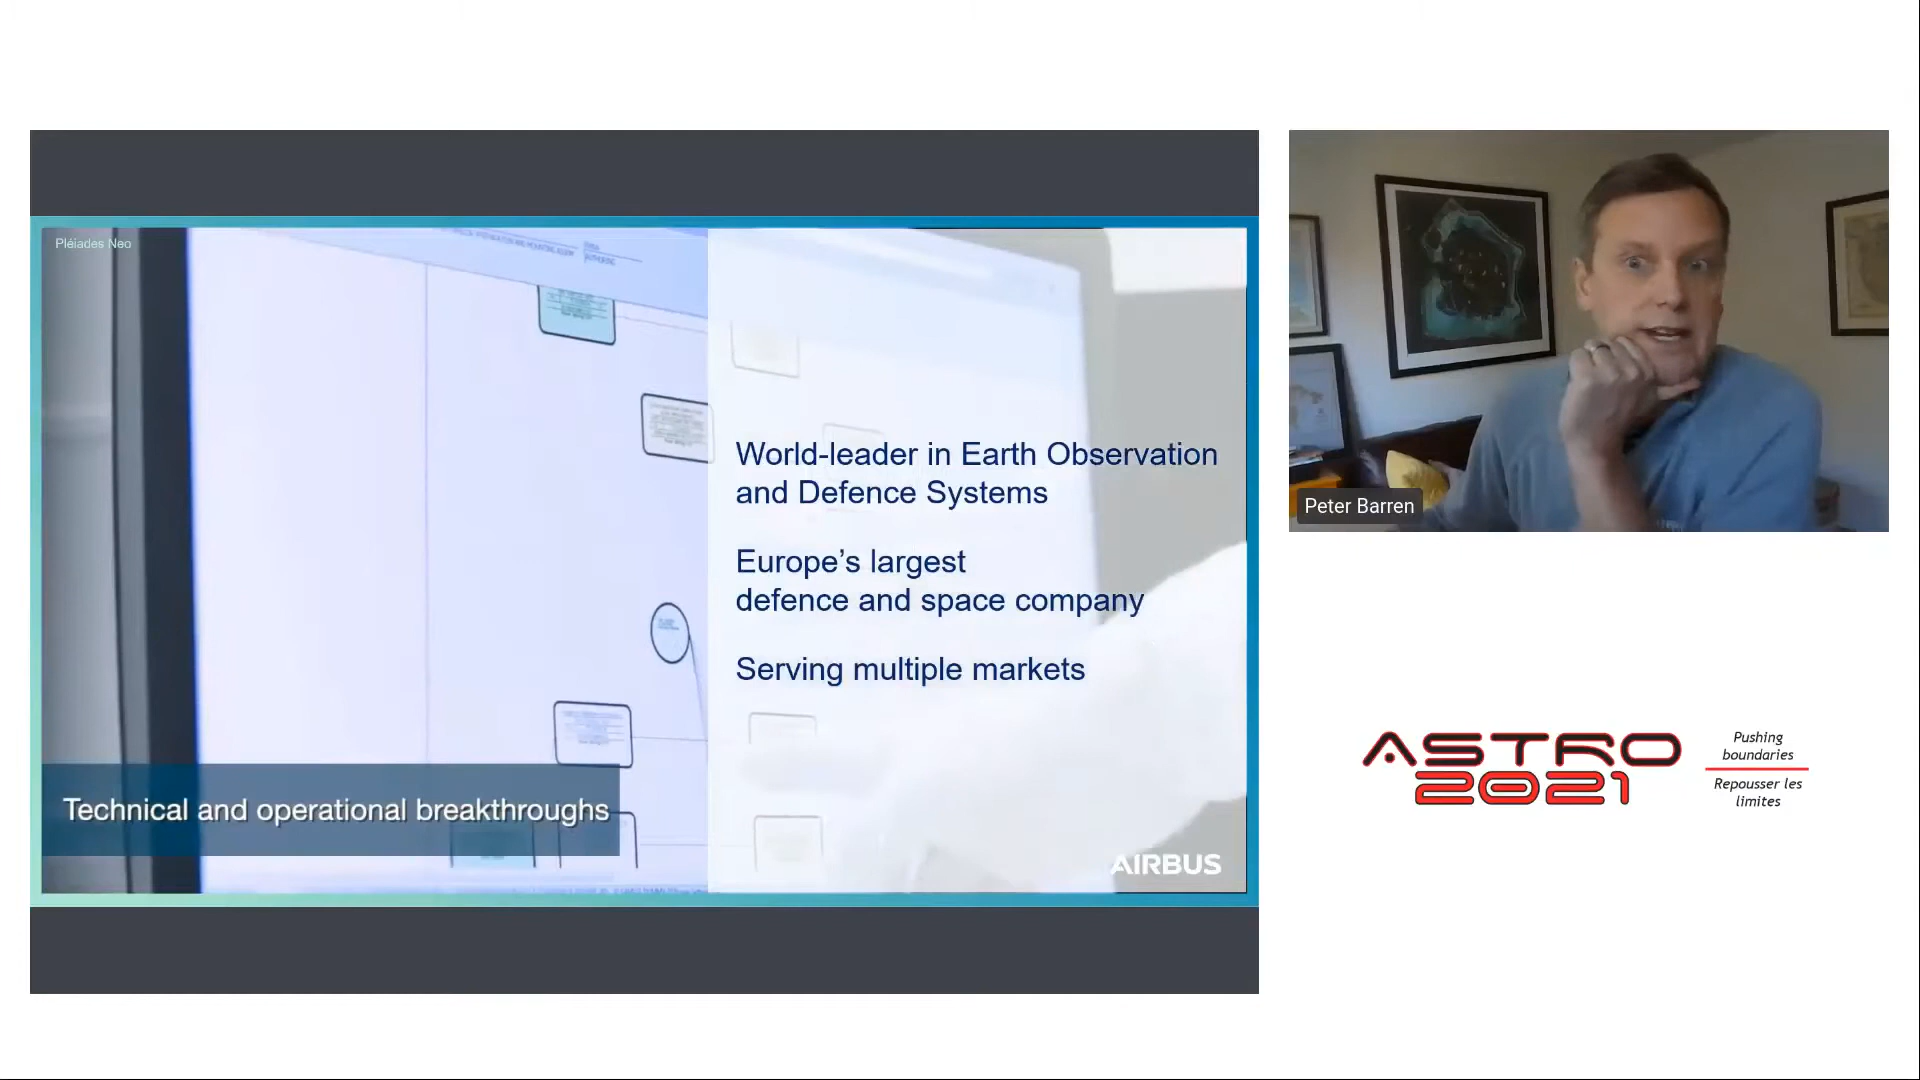 Pléiades Neo
World-leader in Earth Observation
and Defence Systems
Europe’s largest
defence and space company
Serving multiple markets
Technical and operational breakthroughs
AIRBUS
Peter Barren
ASTRO
2021
Pushing
boundaries
Repousser les
limites